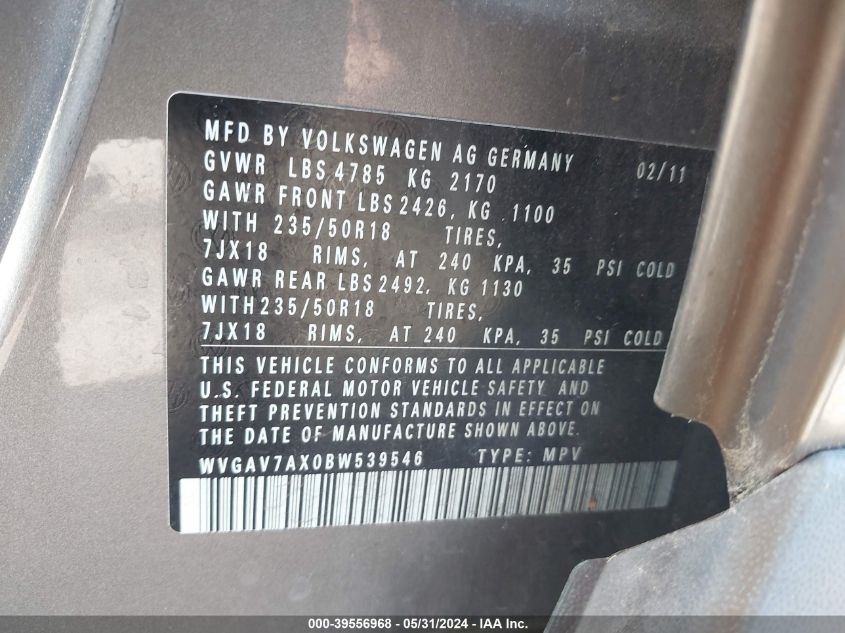 MFD BY VOLKSWAGEN AG GERMANY 02/11
GVWR LBS 4785 KG 2170
GAWR FRONT LBS 2426, KG 1100
WITH 235/50R18 TIRES,
7JX18 RIMS, AT 240 KPA, 35 PSI COLD
GAWR REAR LBS 2492, KG 1130
WITH 235/50R18 TIRES,
7JX18 RIMS, AT 240 KPA, 35 PSI COLD
THIS VEHICLE CONFORMS TO ALL APPLICABLE
U.S. FEDERAL MOTOR VEHICLE SAFETY AND
THEFT PREVENTION STANDARDS IN EFFECT ON
THE DATE OF MANUFACTURE SHOWN ABOVE.
WVGAV7AX0BW539546 TYPE: MPV
000-39556968 - 05/31/2024 - IAAI.COM